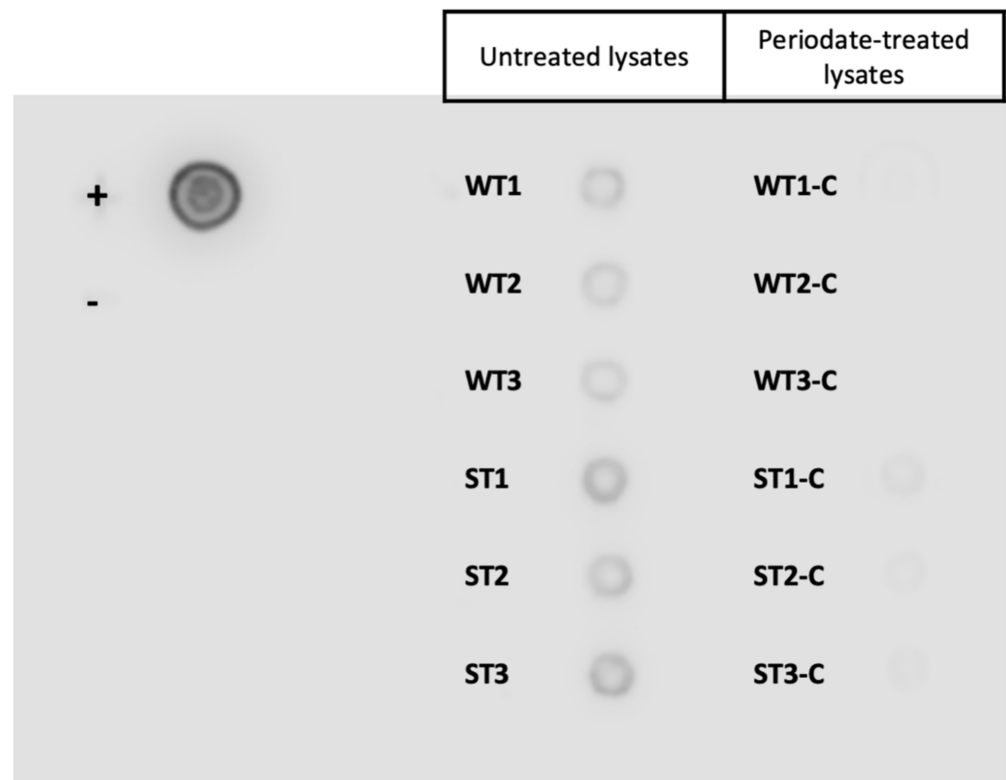 Untreated lysates
Periodate-treated
lysates
+
WT1
WT1-C
-
WT2
WT2-C
WT3
WT3-C
ST1
ST1-C
ST2
ST2-C
ST3
ST3-C